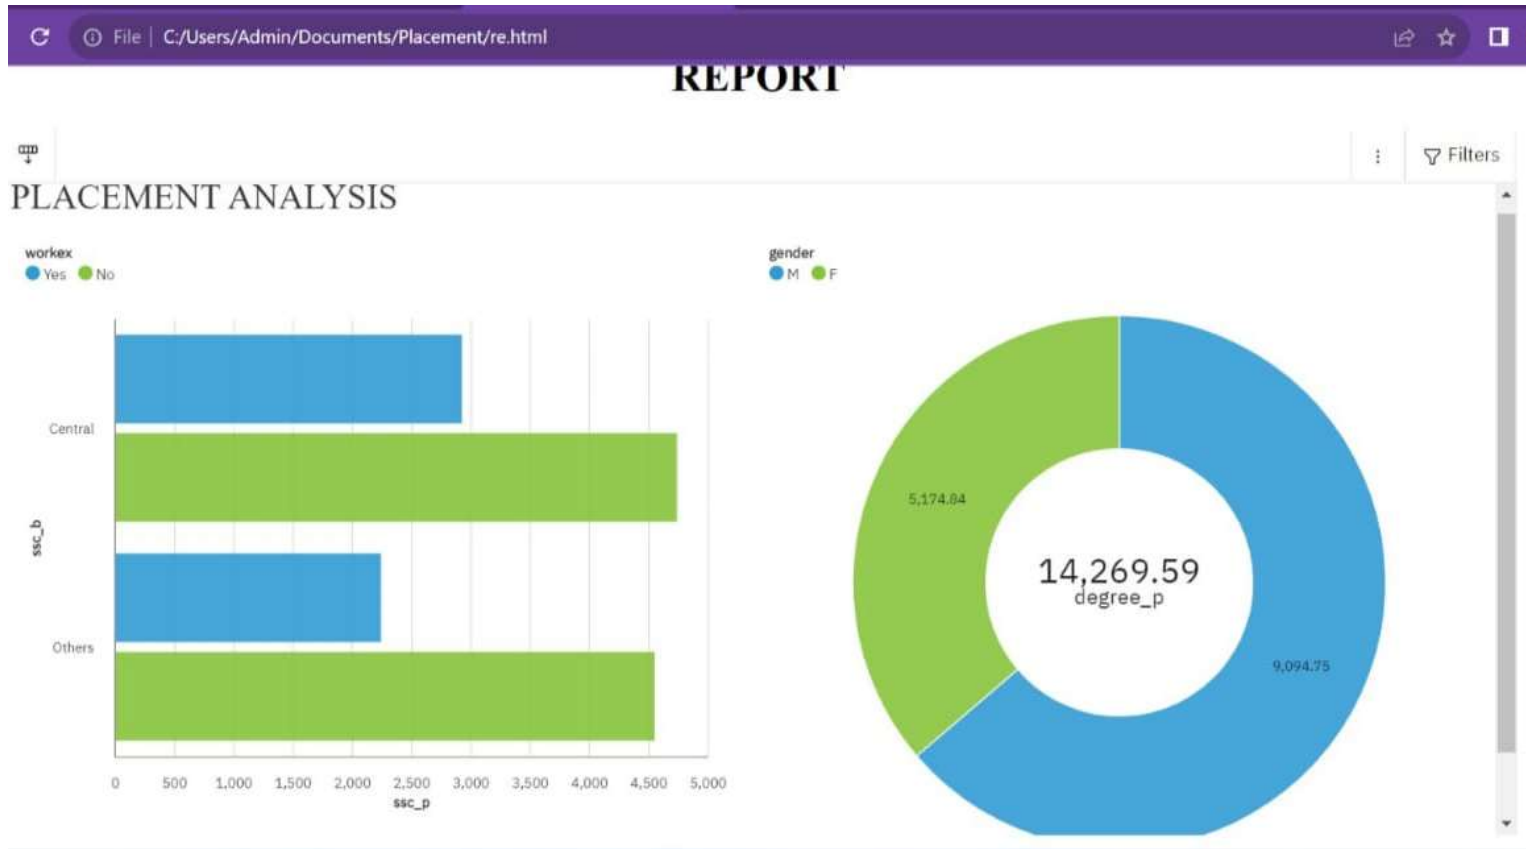 File | C:/Users/Admin/Documents/Placement/re.html
REPORT
Filters
PLACEMENT ANALYSIS
workex
Yes No
Central
Others
ssc_b
0 500 1,000 1,500 2,000 2,500 3,000 3,500 4,000 4,500 5,000
ssc_p
gender
M F
5,174.84
14,269.59
degree_p
9,094.75